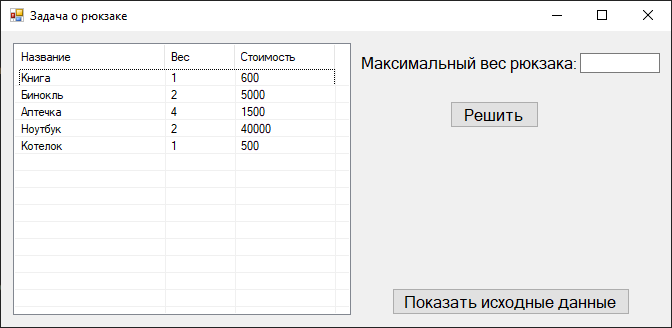 Задача о рюкзаке
Название Вес Стоимость
Книга 1 600
Бинокль 2 5000
Аптечка 4 1500
Ноутбук 2 40000
Котелок 1 500
Максимальный вес рюкзака:
Решить
Показать исходные данные